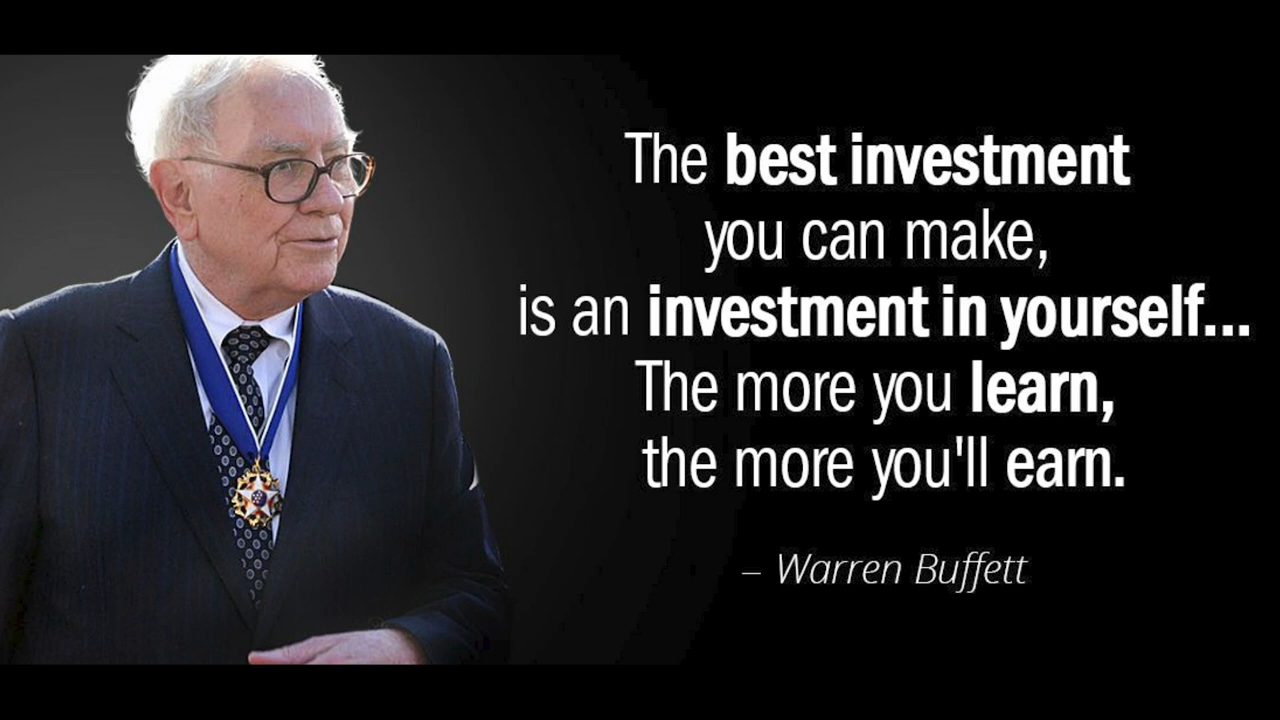 The best investment
you can make,
is an investment in yourself...
The more you learn,
the more you'll earn.
– Warren Buffett